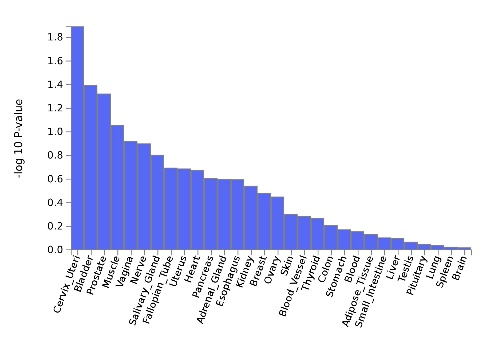 -log 10 P-value
1.8
1.6
1.4
1.2
1.0
0.8
0.6
0.4
0.2
0.0
Cervix_Uteri
Bladder
Prostate
Muscle
Vagina
Nerve
Salivary_Gland
Fallopian_Tube
Uterus
Heart
Pancreas
Adrenal_Gland
Esophagus
Kidney
Breast
Ovary
Skin
Blood_Vessel
Thyroid
Colon
Stomach
Blood
Adipose_Tissue
Small_Intestine
Liver
Testis
Pituitary
Lung
Spleen
Brain